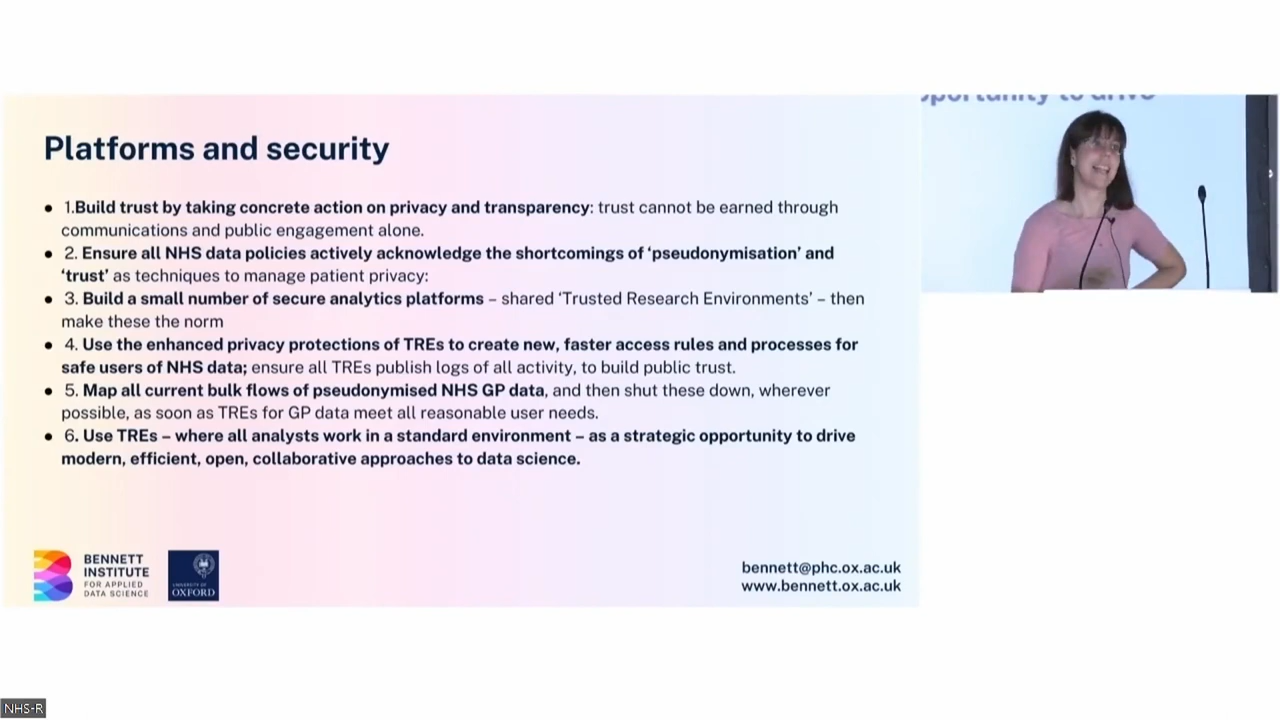 Platforms and security
● 1.Build trust by taking concrete action on privacy and transparency: trust cannot be earned through
communications and public engagement alone.
● 2. Ensure all NHS data policies actively acknowledge the shortcomings of ‘pseudonymisation’ and
‘trust’ as techniques to manage patient privacy:
● 3. Build a small number of secure analytics platforms – shared ‘Trusted Research Environments’ – then
make these the norm
● 4. Use the enhanced privacy protections of TREs to create new, faster access rules and processes for
safe users of NHS data; ensure all TREs publish logs of all activity, to build public trust.
● 5. Map all current bulk flows of pseudonymised NHS GP data, and then shut these down, wherever
possible, as soon as TREs for GP data meet all reasonable user needs.
● 6. Use TREs – where all analysts work in a standard environment – as a strategic opportunity to drive
modern, efficient, open, collaborative approaches to data science.
BENNETT
INSTITUTE
FOR APPLIED
DATA SCIENCE
UNIVERSITY OF
OXFORD
bennett@phc.ox.ac.uk
www.bennett.ox.ac.uk
opportunity to drive
NHS-R